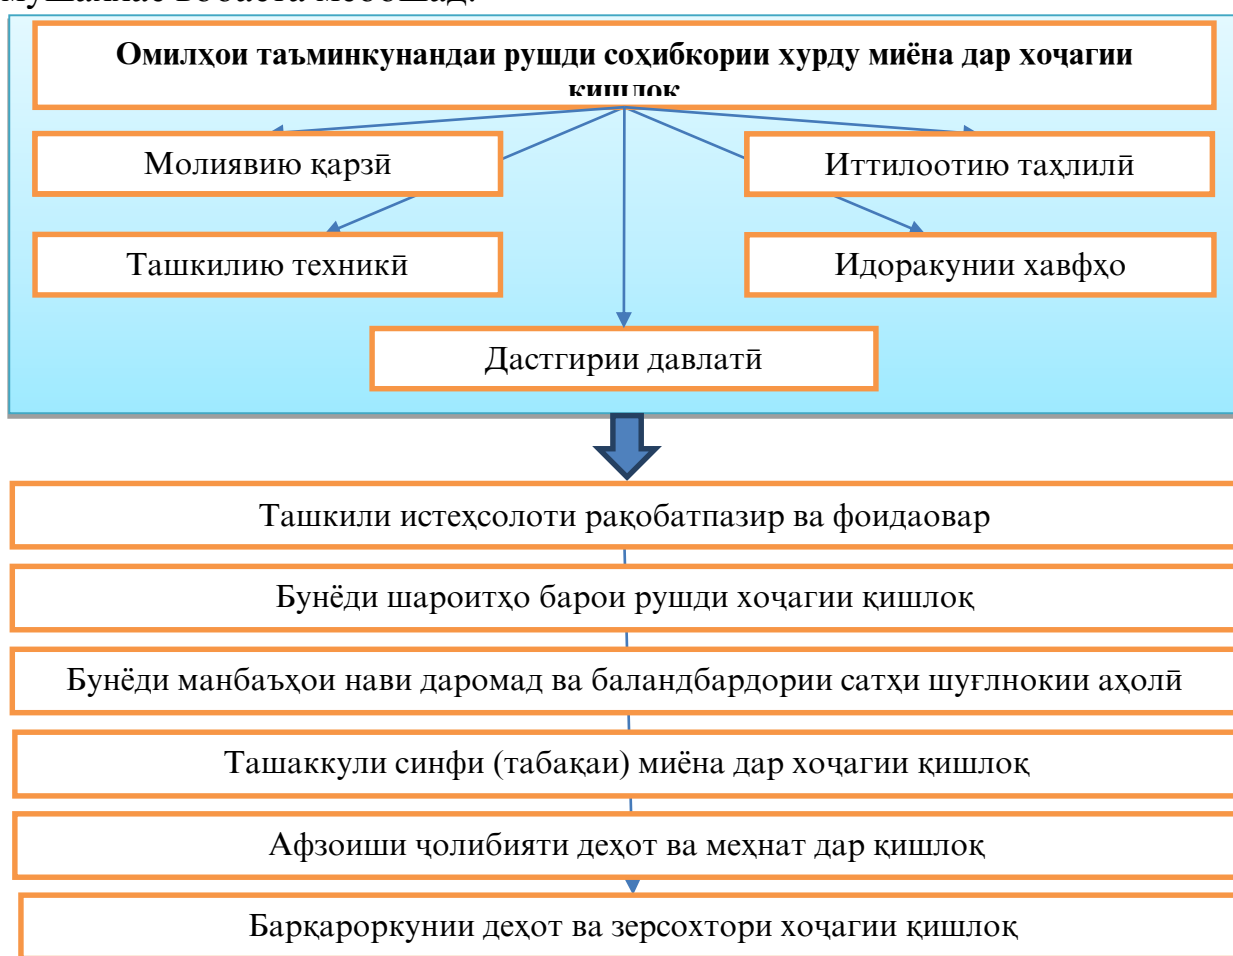 вобаста мебошад.
Омилҳои таъминкунандаи рушди соҳибкории хурду миёна дар хоҷагии
қишлоқ
Молиявию қарзӣ
Иттилоотию таҳлилӣ
Ташкилию техникӣ
Идоракунии хавфҳо
Дастгирии давлатӣ
Ташкили истеҳсолоти рақобатпазир ва фоидаовар
Бунёди шароитҳо барои рушди хоҷагии қишлоқ
Бунёди манбаъҳои нави даромад ва баландбардории сатҳи шуғлнокии аҳолӣ
Ташаккули синфи (табақаи) миёна дар хоҷагии қишлоқ
Афзоиши ҷолибияти деҳот ва меҳнат дар қишлоқ
Барқароркунии деҳот ва зерсохтори хоҷагии қишлоқ